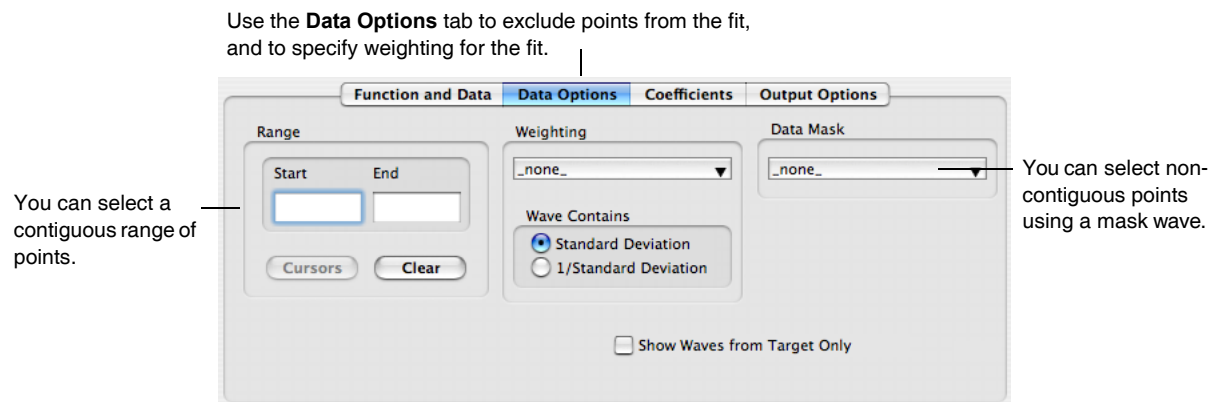 Use the Data Options tab to exclude points from the fit,
and to specify weighting for the fit.
Function and Data
Data Options
Coefficients
Output Options
Range
Start
End
Cursors
Clear
Weighting
_none_
Wave Contains
Standard Deviation
1/Standard Deviation
Data Mask
_none_
Show Waves from Target Only
You can select a
contiguous range of
points.
You can select non-
contiguous points
using a mask wave.